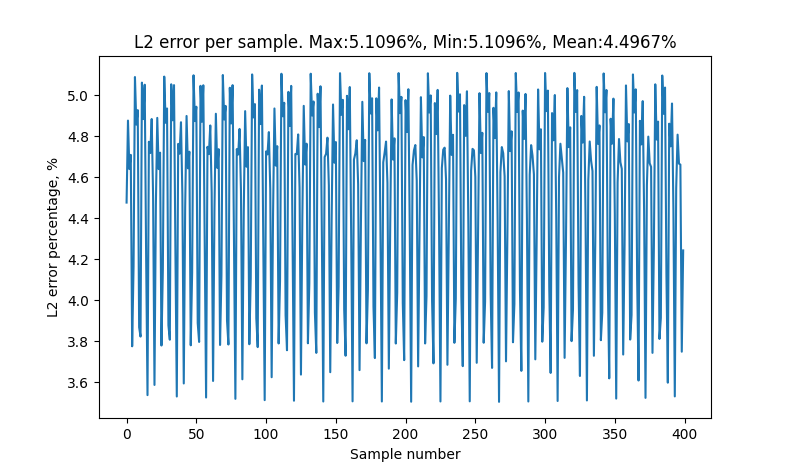 L2 error per sample. Max:5.1096%, Min:5.1096%, Mean:4.4967%
L2 error percentage, %
5.0
4.8
4.6
4.4
4.2
4.0
3.8
3.6
0 50 100 150 200 250 300 350 400
Sample number